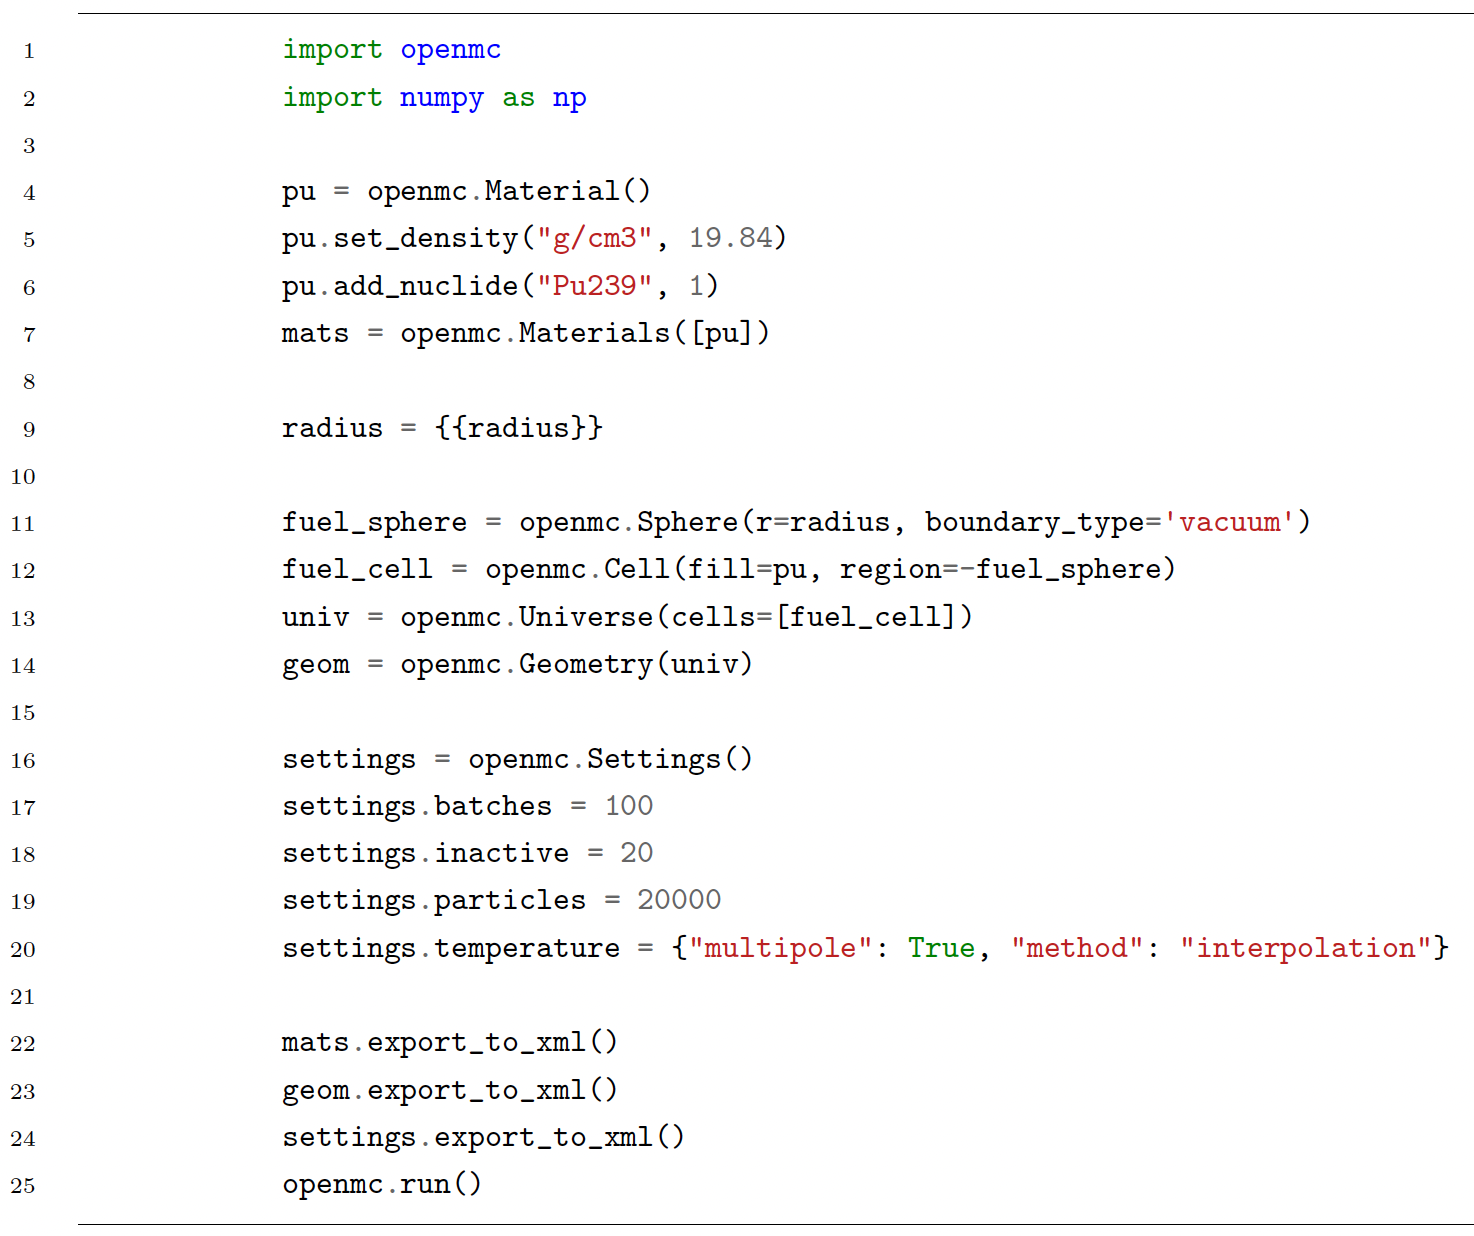 1 import openmc
2 import numpy as np
3
4 pu = openmc.Material()
5 pu.set_density("g/cm3", 19.84)
6 pu.add_nuclide("Pu239", 1)
7 mats = openmc.Materials([pu])
8
9 radius = {{radius}}
10
11 fuel_sphere = openmc.Sphere(r=radius, boundary_type='vacuum')
12 fuel_cell = openmc.Cell(fill=pu, region=-fuel_sphere)
13 univ = openmc.Universe(cells=[fuel_cell])
14 geom = openmc.Geometry(univ)
15
16 settings = openmc.Settings()
17 settings.batches = 100
18 settings.inactive = 20
19 settings.particles = 20000
20 settings.temperature = {"multipole": True, "method": "interpolation"}
21
22 mats.export_to_xml()
23 geom.export_to_xml()
24 settings.export_to_xml()
25 openmc.run()